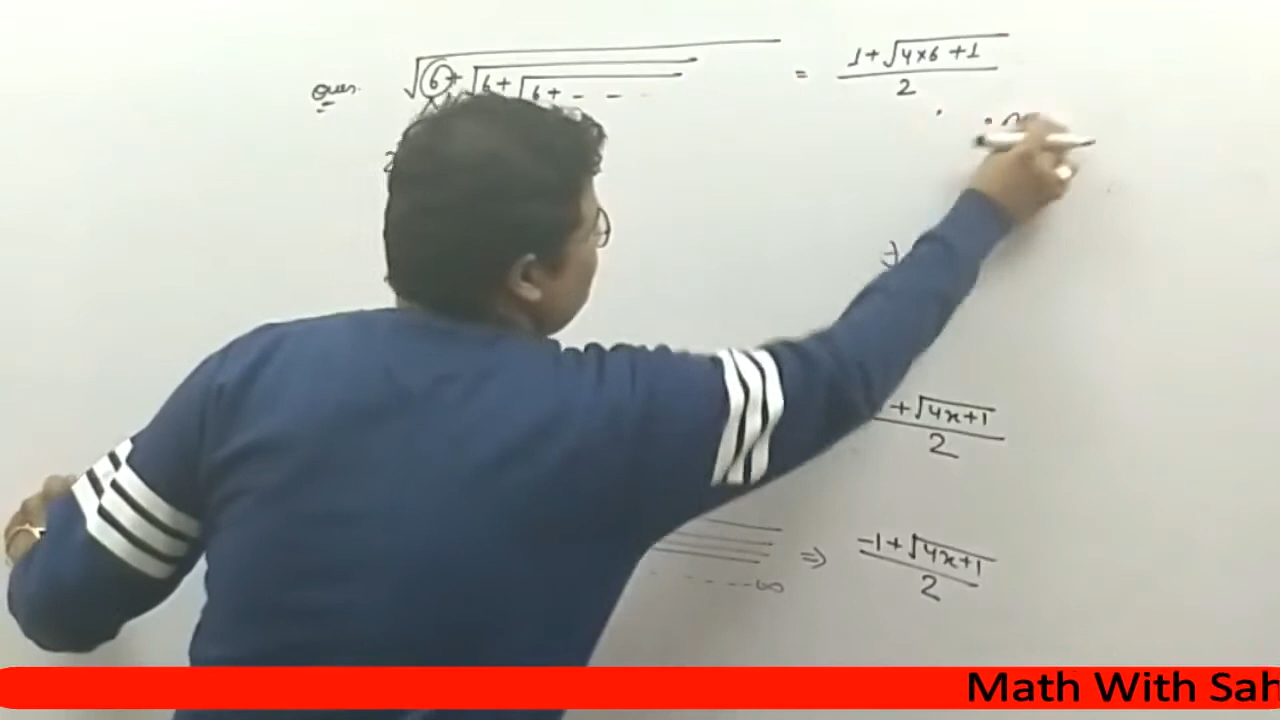 Ques. √6+√6+√6+- - - = 1+√4×6+1/2
+√4x+1/2
- - - -∞ ⇒ -1+√4x+1/2
Math With Sah